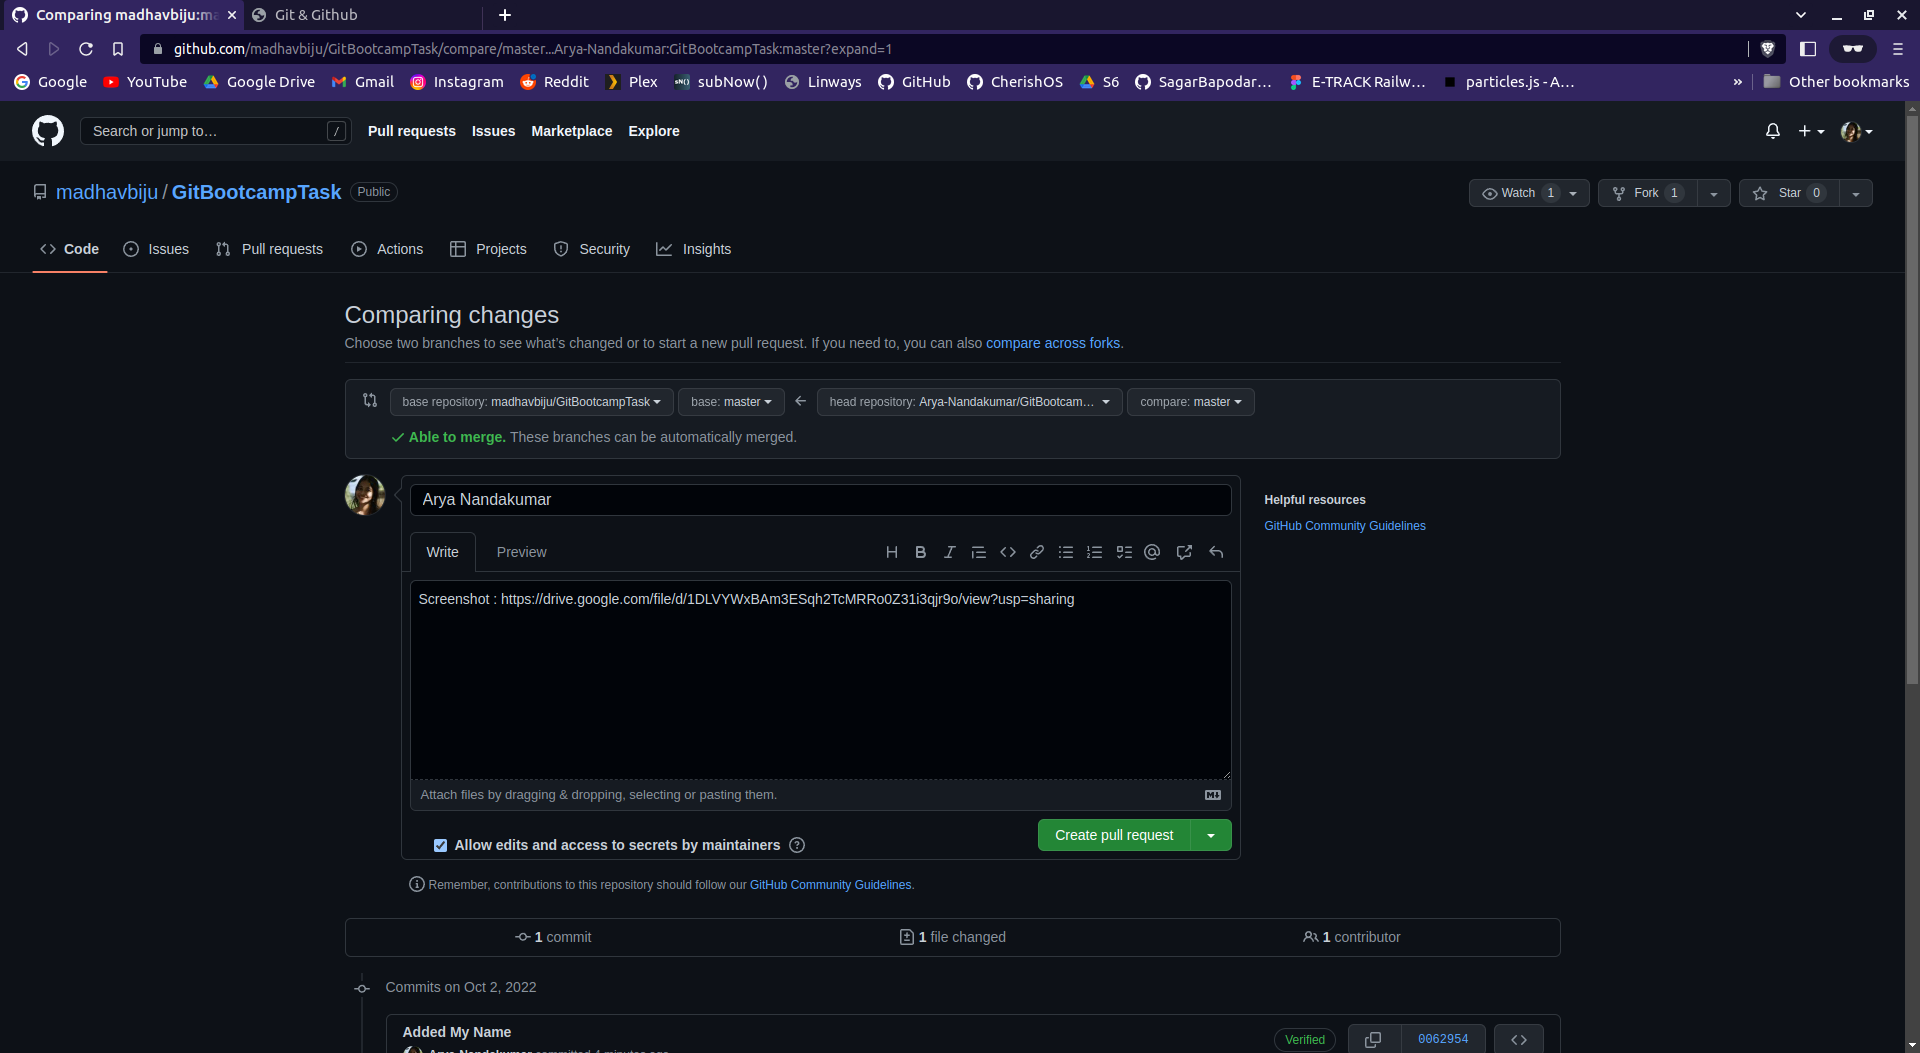 Comparing madhavbiju:ma
Git & Github
github.com/madhavbiju/GitBootcampTask/compare/master...Arya-Nandakumar:GitBootcampTask:master?expand=1
Google YouTube Google Drive Gmail Instagram Reddit Plex subNow() Linways GitHub CherishOS S6 SagarBapodar... E-TRACK Railw... particles.js - A... » Other bookmarks
Search or jump to... / Pull requests Issues Marketplace Explore
madhavbiju / GitBootcampTask Public Watch 1 Fork 1 Star 0
Code Issues Pull requests Actions Projects Security Insights
Comparing changes
Choose two branches to see what's changed or to start a new pull request. If you need to, you can also compare across forks.
base repository: madhavbiju/GitBootcampTask base: master head repository: Arya-Nandakumar/GitBootcam... compare: master
Able to merge. These branches can be automatically merged.
Arya Nandakumar
Helpful resources
GitHub Community Guidelines
Write Preview
Screenshot : https://drive.google.com/file/d/1DLVYWxBAm3ESqh2TcMRRo0Z31i3qjr9o/view?usp=sharing
Attach files by dragging & dropping, selecting or pasting them.
Allow edits and access to secrets by maintainers
Create pull request
Remember, contributions to this repository should follow our GitHub Community Guidelines.
1 commit 1 file changed 1 contributor
Commits on Oct 2, 2022
Added My Name
Verified 0062954
Arya-Nandakumar committed 4 minutes ago